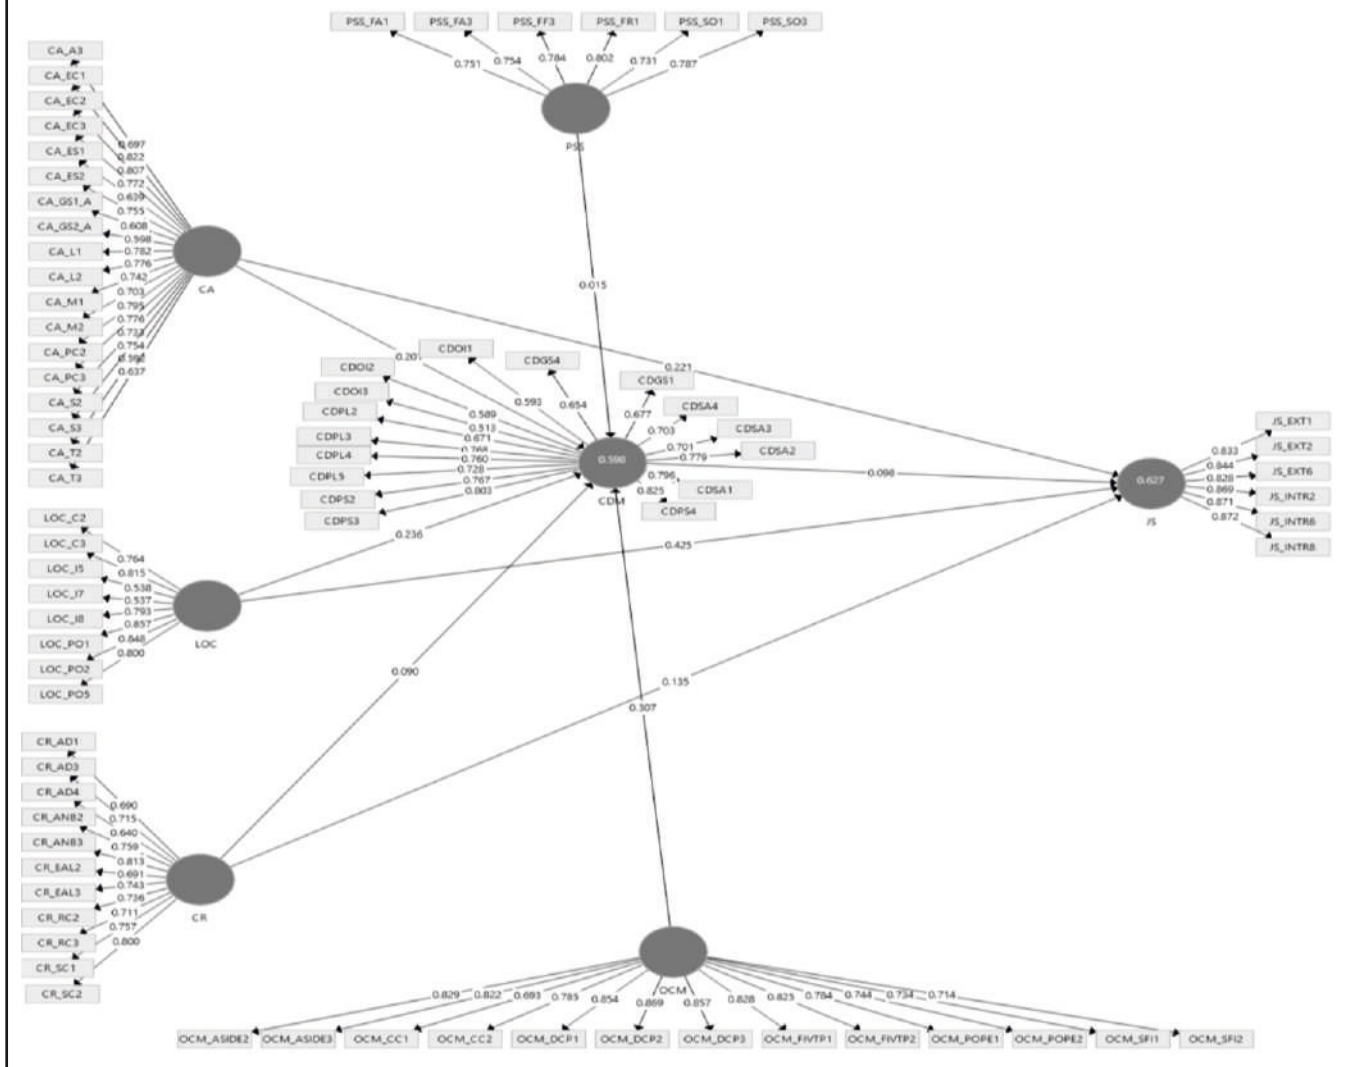 PSS_FA1 PSS_FA3 PSS_FF3 PSS_FR1 PSS_SO1 PSS_SO3
0.751 0.754 0.784 0.802 0.731 0.787
PSS
CA_A3
CA_EC1
CA_EC2
CA_EC3
CA_ES1
CA_ES2
CA_GS1_A
CA_GS2_A
CA_L1
CA_L2
CA_M1
CA_M2
CA_PC2
CA_PC3
CA_S2
CA_S3
CA_T2
CA_T3
0.697
0.822
0.807
0.772
0.639
0.755
0.608
0.598
0.782
0.776
0.742
0.703
0.795
0.776
0.733
0.754
0.637
CA
0.015
0.201
0.221
CDOI1
CDGS4
CDGS1
CDOI2
CDOI3
CDPL2
CDPL3
CDPL4
CDPL5
CDPS2
CDPS3
CDSA4
CDSA3
CDSA2
CDSA1
CDPS4
0.593
0.654
0.677
0.589
0.513
0.671
0.768
0.760
0.728
0.767
0.803
0.703
0.701
0.779
0.796
0.825
0.590
CDM
0.098
0.236
0.425
0.090
0.135
0.307
JS_EXT1
JS_EXT2
JS_EXT6
JS_INTR2
JS_INTR6
JS_INTR8
0.833
0.844
0.828
0.869
0.871
0.872
0.627
JS
LOC_C2
LOC_C3
LOC_I5
LOC_I7
LOC_I8
LOC_PO1
LOC_PO2
LOC_PO5
0.764
0.815
0.538
0.537
0.793
0.857
0.848
0.800
LOC
CR_AD1
CR_AD3
CR_AD4
CR_ANB2
CR_ANB3
CR_EAL2
CR_EAL3
CR_RC2
CR_RC3
CR_SC1
CR_SC2
0.690
0.715
0.640
0.759
0.813
0.691
0.743
0.736
0.711
0.757
0.800
CR
OCM
0.829 0.822 0.693 0.785 0.854 0.869 0.857 0.828 0.825 0.784 0.744 0.734 0.714
OCM_ASIDE2 OCM_ASIDE3 OCM_CC1 OCM_CC2 OCM_DCP1 OCM_DCP2 OCM_DCP3 OCM_FIVTP1 OCM_FIVTP2 OCM_POPE1 OCM_POPE2 OCM_SFI1 OCM_SFI2